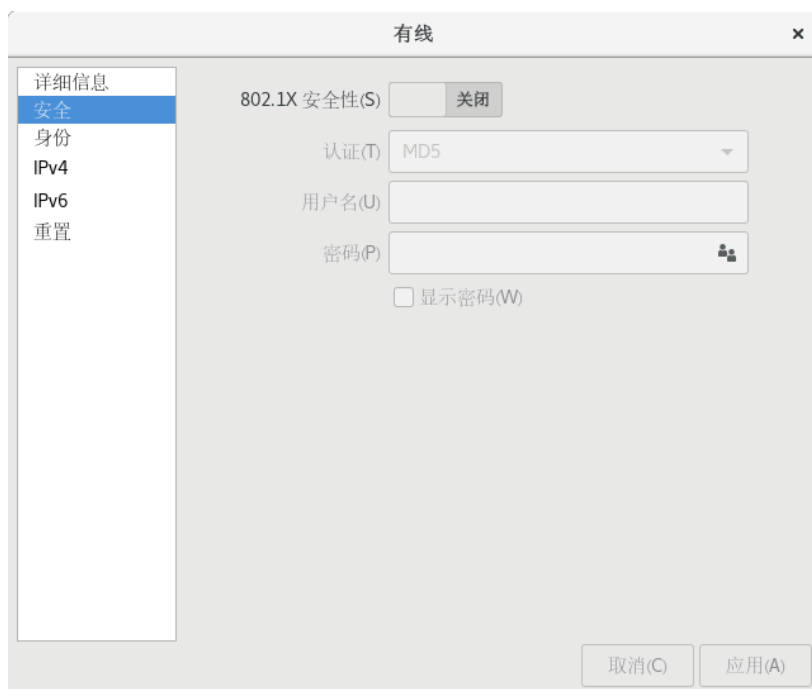 有线
详细信息
安全
身份
IPv4
IPv6
重置
802.1X 安全性(S) 关闭
认证(T) MD5
用户名(U)
密码(P)
显示密码(W)
取消(C) 应用(A)